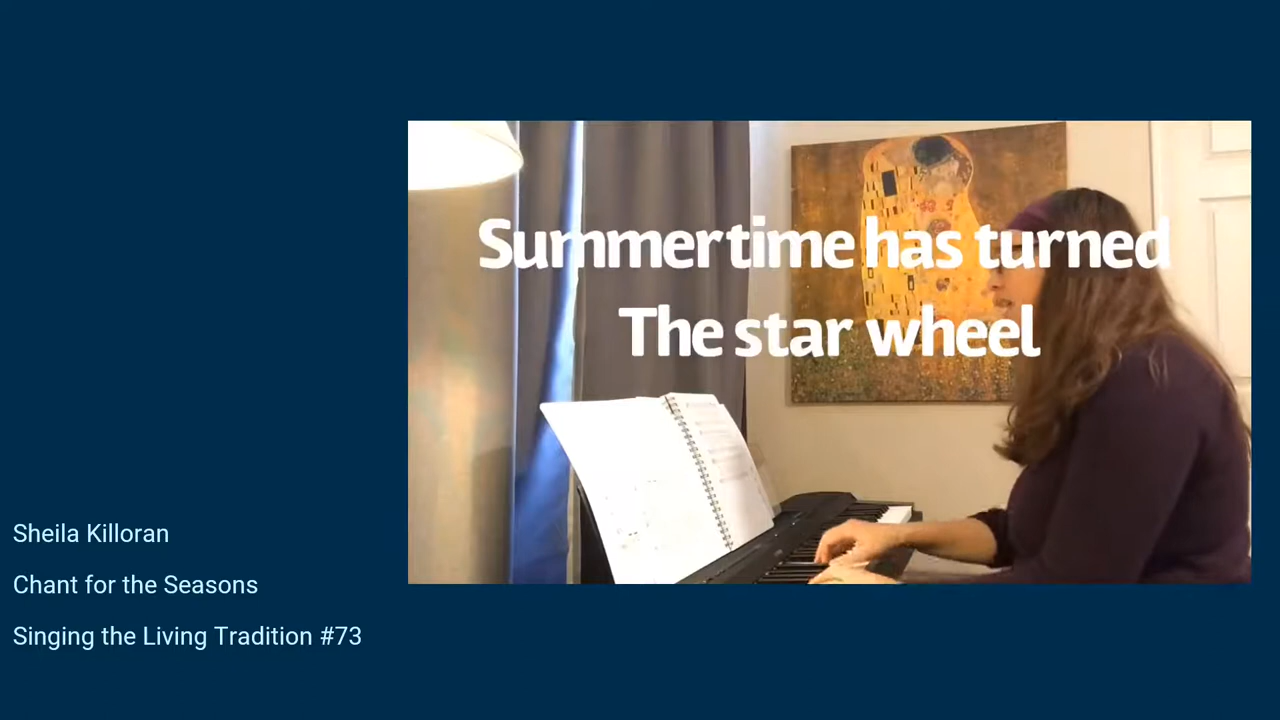 Summertime has turned
The star wheel
Sheila Killoran
Chant for the Seasons
Singing the Living Tradition #73